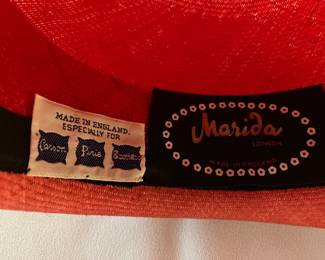 MADE IN ENGLAND.
ESPECIALLY FOR
Carson Pirie Scott
Marida
LONDON
MADE IN ENGLAND